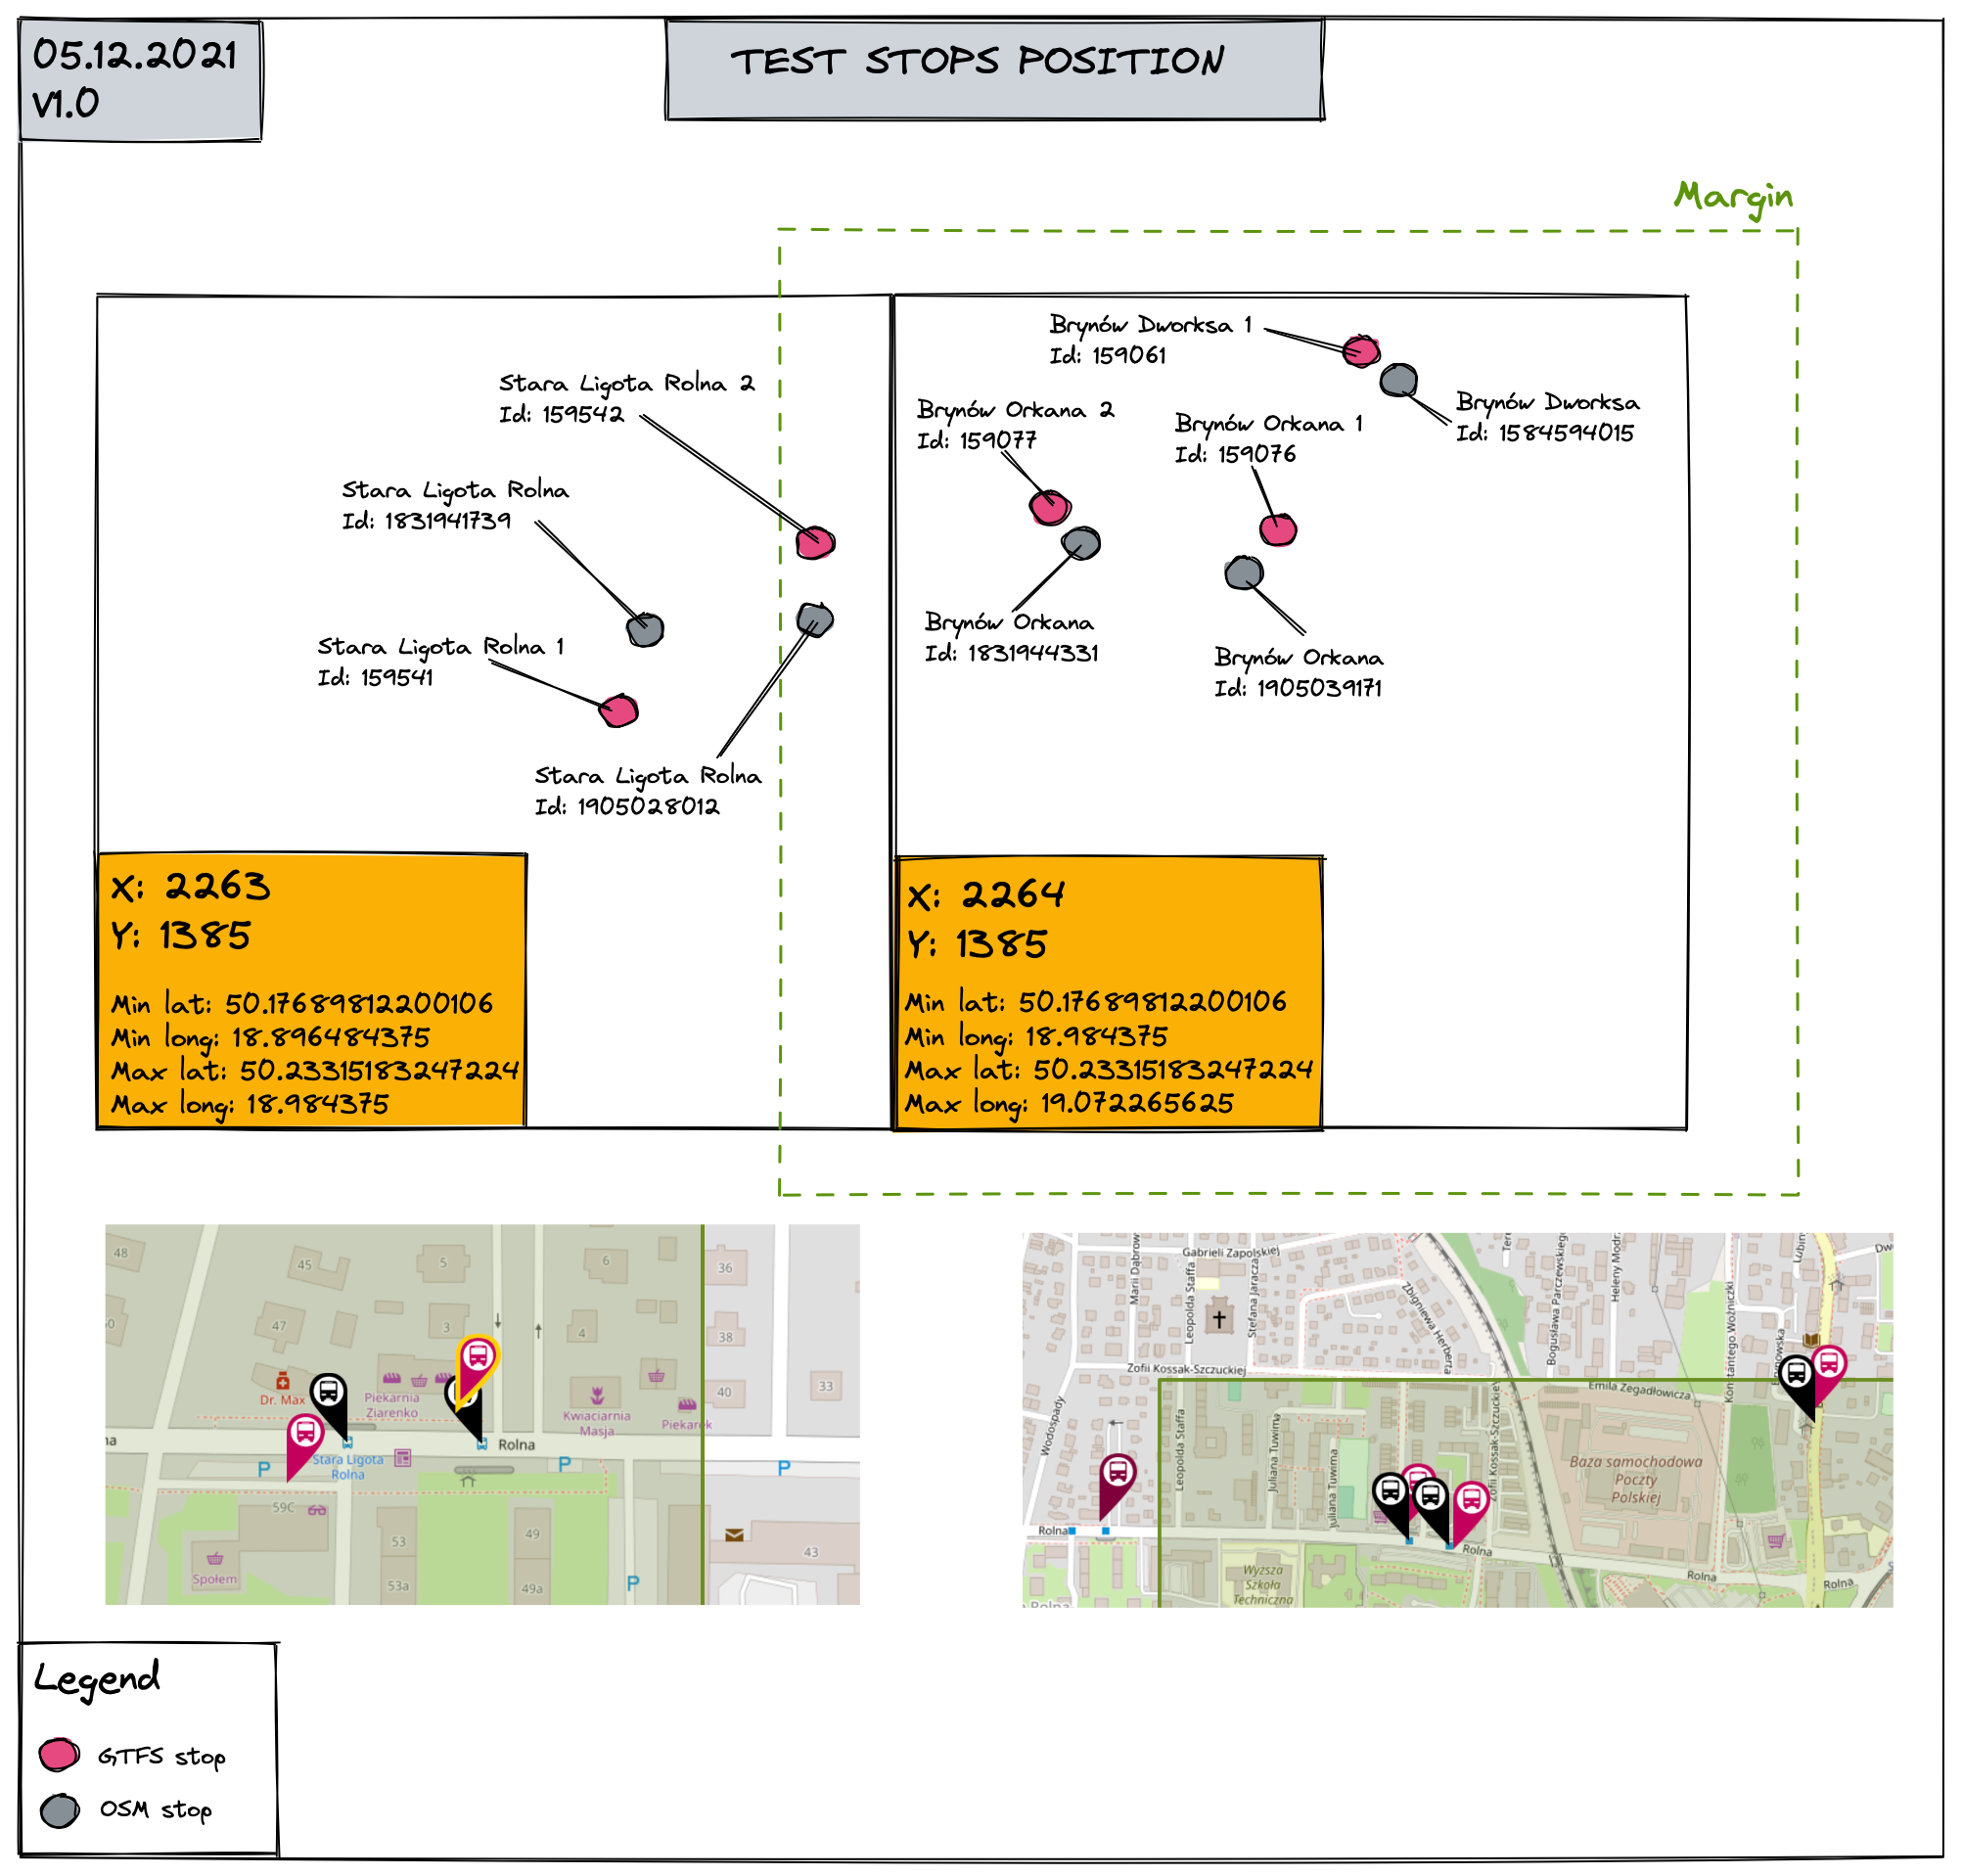 05.12.2021
v1.0
TEST STOPS POSITION
Margin
Brynów Dworksa 1
Id: 159061
Stara Ligota Rolna 2
Id: 159542
Brynów Dworksa
Id: 1584594015
Brynów Orkana 2
Id: 159077
Brynów Orkana 1
Id: 159076
Stara Ligota Rolna
Id: 1831941739
Stara Ligota Rolna 1
Id: 159541
Brynów Orkana
Id: 1831944331
Brynów Orkana
Id: 1905039171
Stara Ligota Rolna
Id: 1905028012
X: 2263
Y: 1385
Min lat: 50.17689812200106
Min long: 18.896484375
Max lat: 50.23315183247224
Max long: 18.984375
X: 2264
Y: 1385
Min lat: 50.17689812200106
Min long: 18.984375
Max lat: 50.23315183247224
Max long: 19.072265625
48
45
5
6
36
47
3
4
38
Dr. Max
Piekarnia
Ziarenko
Kwiaciarnia
Masja
40
33
Piekarek
Rolna
P
Stara Ligota
Rolna
P
P
59C
53
49
43
Społem
53a
49a
P
Gabrieli Zapolskiej
Marii Dąbrow
Leopolda Staffa
Stefana Jaracza
Zbigniewa Herberta
Bogusława Parczewskiego
Heleny Modrz
Konstantego Woźniczki
Lubin
Dw
Zofii Kossak-Szczuckiej
Emila Zegadłowicza
Wodospady
Leopolda Staffa
Juliana Tuwima
Juliana Tuwima
Zofii Kossak-Szczuckiej
Baza samochodowa
Poczty
Polskiej
Rolna
Rolna
Rolna
Rolna
Wyższa
Szkoła
Techniczna
Legend
GTFS stop
OSM stop